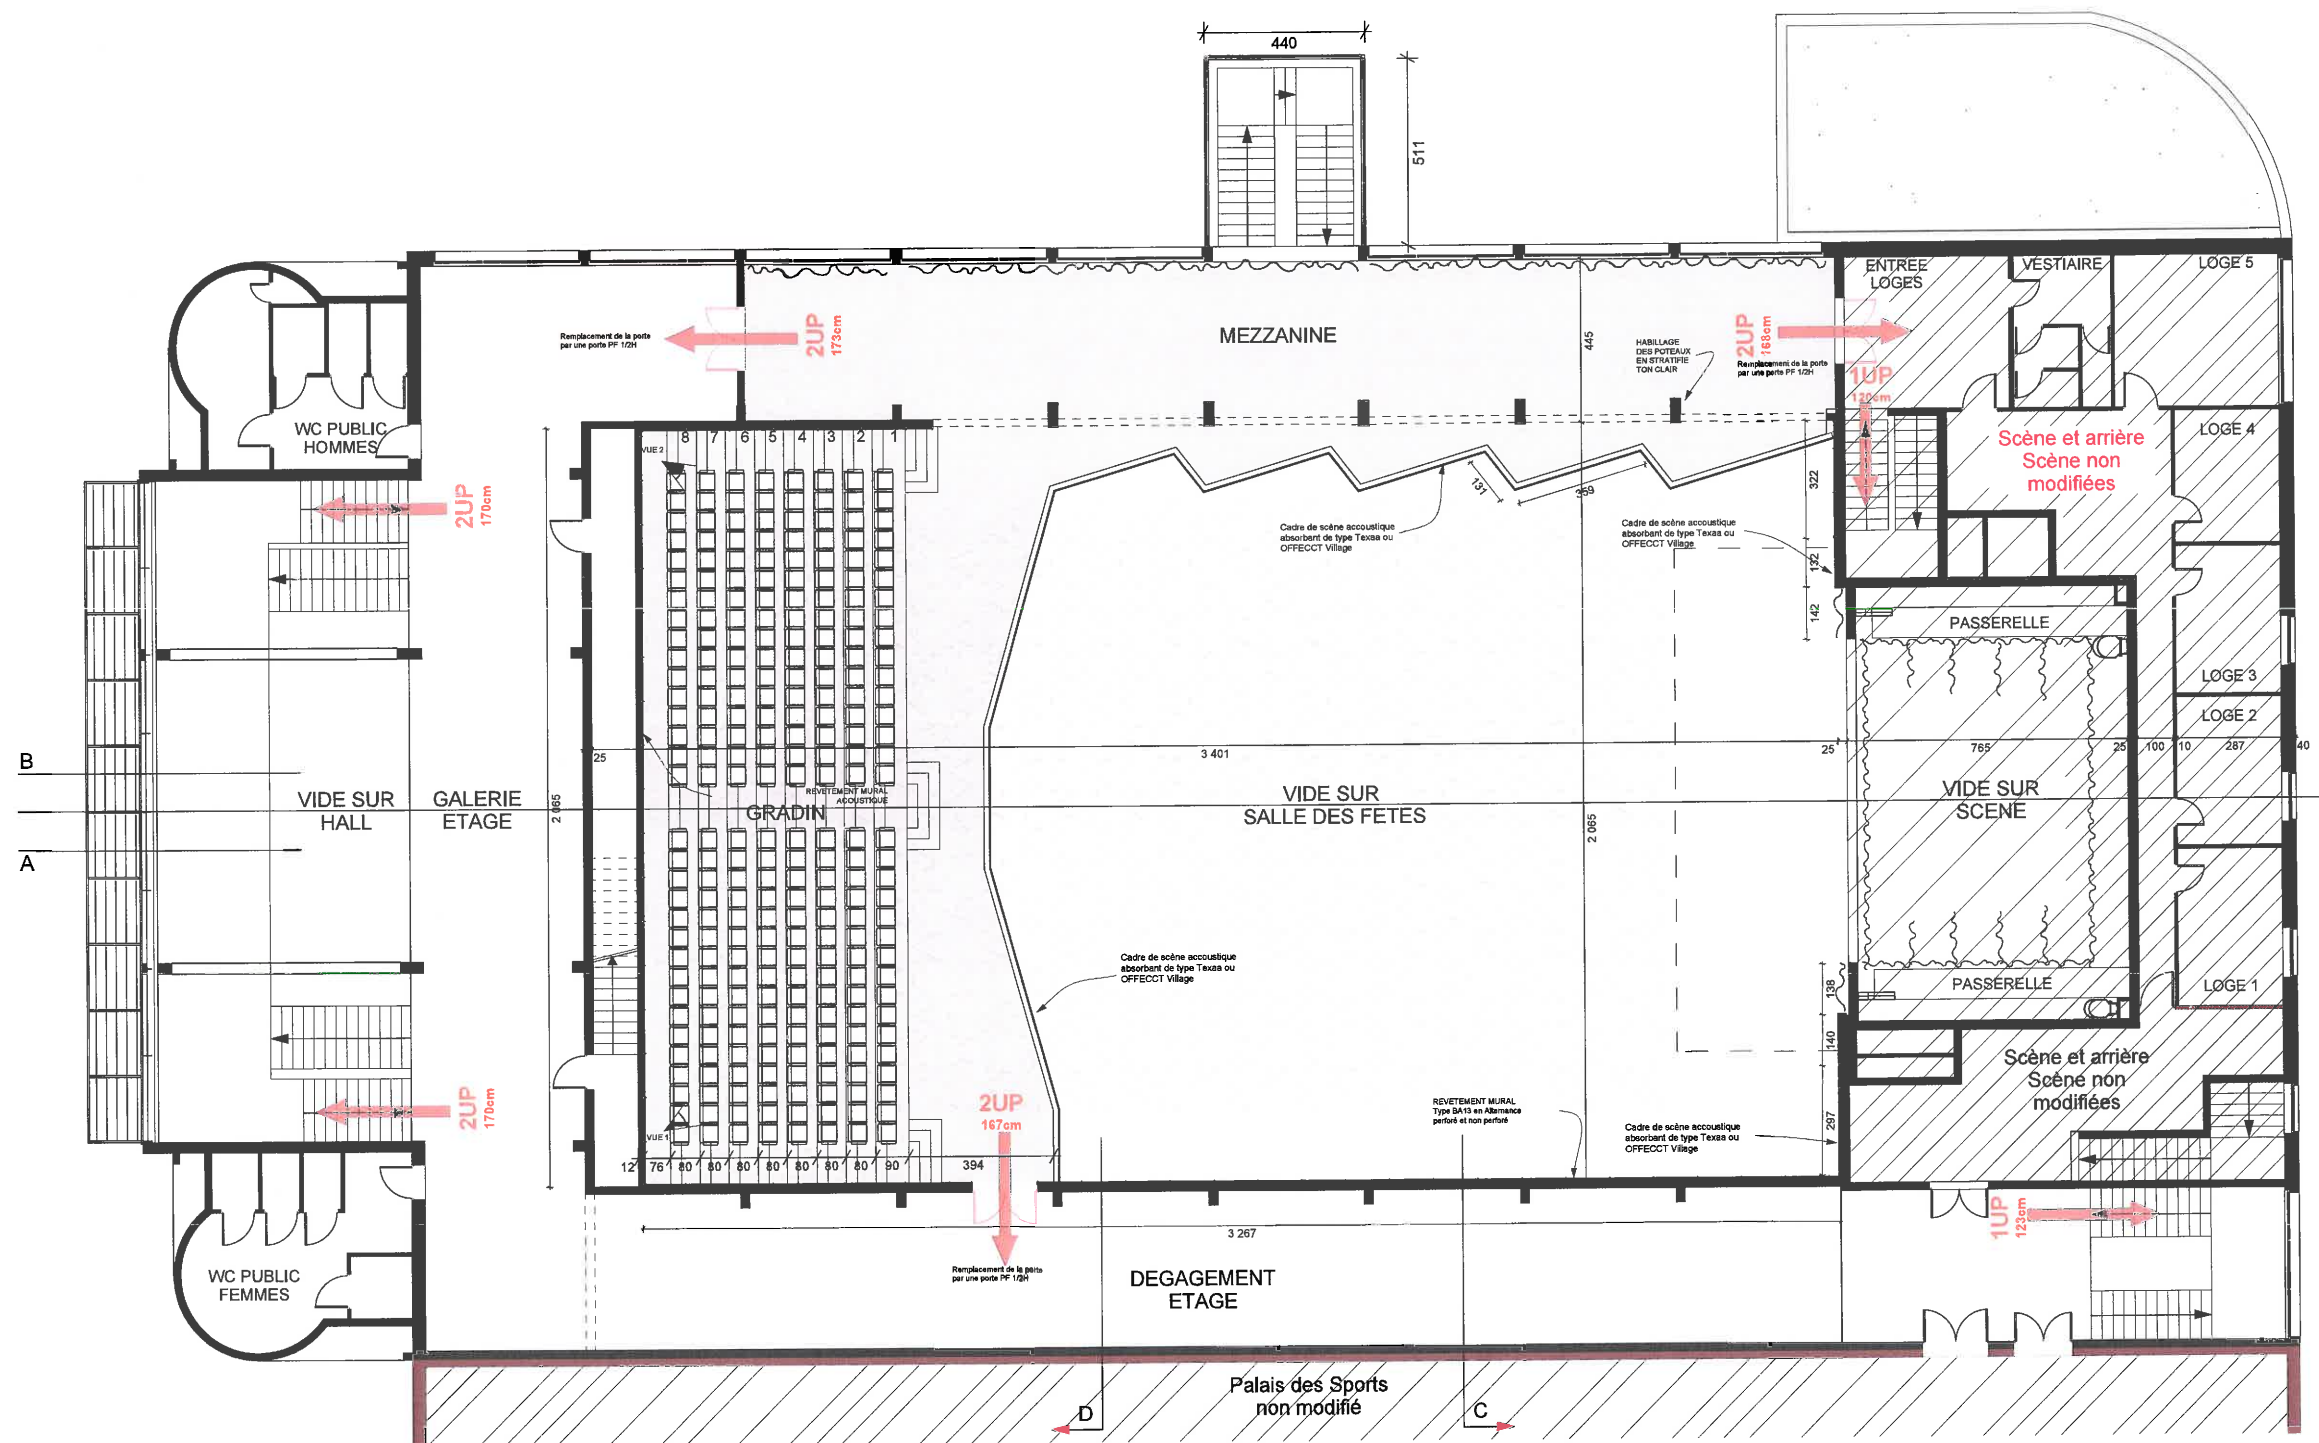 440
511
ENTREE
LOGES
VESTIAIRE
LOGE 5
Remplacement de la porte
par une porte PF 1/2H
2UP
173cm
MEZZANINE
445
HABILLAGE
DES POTEAUX
EN STRATIFIE
TON CLAIR
2UP
168cm
Remplacement de la porte
par une porte PF 1/2H
1UP
120cm
WC PUBLIC
HOMMES
VUE 2
8 7 6 5 4 3 2 1
LOGE 4
Scène et arrière
Scène non
modifiées
2UP
170cm
131
359
322
Cadre de scène accoustique
absorbant de type Texaa ou
OFFECCT Village
Cadre de scène accoustique
absorbant de type Texaa ou
OFFECCT Village
132
142
PASSERELLE
LOGE 3
LOGE 2
B
25
3 401
25
765
25
100
10
287
40
VIDE SUR
HALL
GALERIE
ETAGE
2 065
REVETEMENT MURAL
ACOUSTIQUE
GRADIN
VIDE SUR
SALLE DES FETES
2 065
VIDE SUR
SCENE
A
Cadre de scène accoustique
absorbant de type Texaa ou
OFFECCT Village
138
PASSERELLE
LOGE 1
140
Scène et arrière
Scène non
modifiées
2UP
170cm
2UP
167cm
REVETEMENT MURAL
Type BA13 en Alternance
perforé et non perforé
297
Cadre de scène accoustique
absorbant de type Texaa ou
OFFECCT Village
VUE 1
12 76 80 80 80 80 80 80 80 90 394
1UP
123cm
3 267
WC PUBLIC
FEMMES
Remplacement de la porte
par une porte PF 1/2H
DEGAGEMENT
ETAGE
Palais des Sports
non modifié
D
C